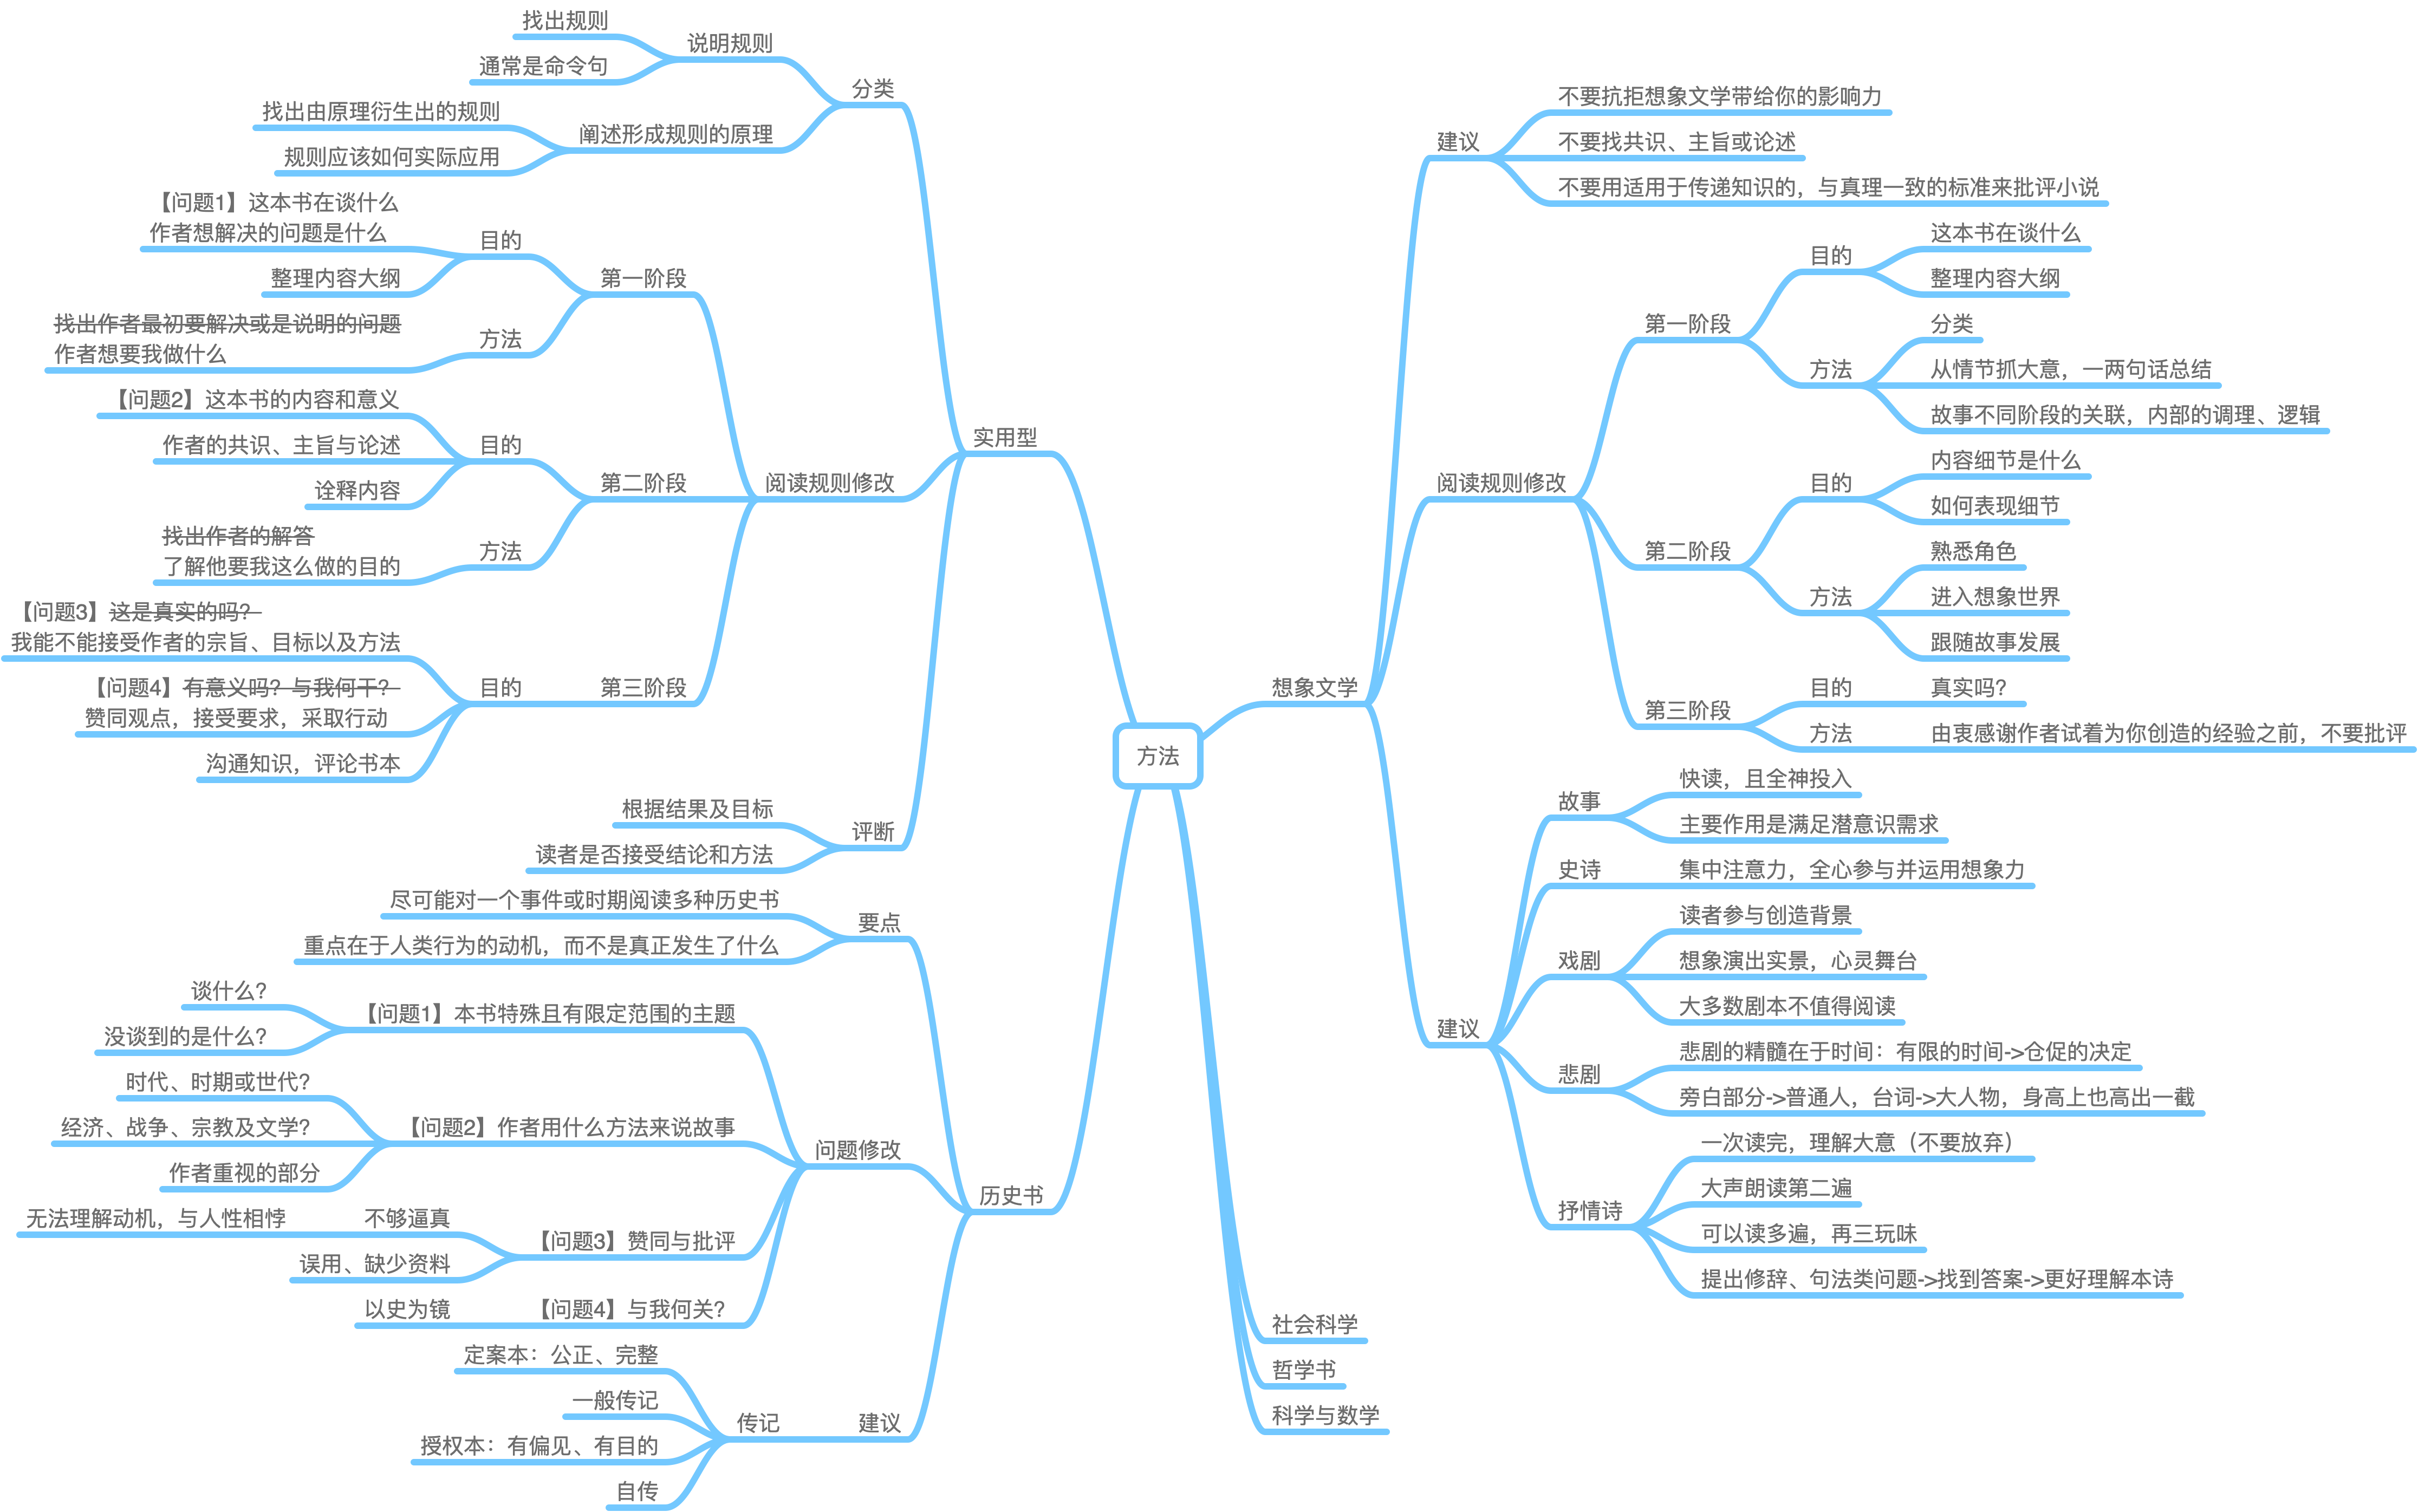 方法
实用型
分类
说明规则
找出规则
通常是命令句
阐述形成规则的原理
找出由原理衍生出的规则
规则应该如何实际应用
阅读规则修改
第一阶段
目的
【问题1】这本书在谈什么
作者想解决的问题是什么
整理内容大纲
方法
找出作者最初要解决或是说明的问题
作者想要我做什么
第二阶段
目的
【问题2】这本书的内容和意义
作者的共识、主旨与论述
诠释内容
方法
找出作者的解答
了解他要我这么做的目的
第三阶段
目的
【问题3】这是真实的吗？
我能不能接受作者的宗旨、目标以及方法
【问题4】有意义吗？与我何干？
赞同观点，接受要求，采取行动
沟通知识，评论书本
评断
根据结果及目标
读者是否接受结论和方法
历史书
要点
尽可能对一个事件或时期阅读多种历史书
重点在于人类行为的动机，而不是真正发生了什么
问题修改
【问题1】本书特殊且有限定范围的主题
谈什么？
没谈到的是什么？
【问题2】作者用什么方法来说故事
时代、时期或世代？
经济、战争、宗教及文学？
作者重视的部分
【问题3】赞同与批评
不够逼真
无法理解动机，与人性相悖
误用、缺少资料
【问题4】与我何关？
以史为镜
建议
传记
定案本：公正、完整
一般传记
授权本：有偏见、有目的
自传
想象文学
建议
不要抗拒想象文学带给你的影响力
不要找共识、主旨或论述
不要用适用于传递知识的，与真理一致的标准来批评小说
阅读规则修改
第一阶段
目的
这本书在谈什么
整理内容大纲
方法
分类
从情节抓大意，一两句话总结
故事不同阶段的关联，内部的调理、逻辑
第二阶段
目的
内容细节是什么
如何表现细节
方法
熟悉角色
进入想象世界
跟随故事发展
第三阶段
目的
真实吗？
方法
由衷感谢作者试着为你创造的经验之前，不要批评
建议
故事
快读，且全神投入
主要作用是满足潜意识需求
史诗
集中注意力，全心参与并运用想象力
戏剧
读者参与创造背景
想象演出实景，心灵舞台
大多数剧本不值得阅读
悲剧
悲剧的精髓在于时间：有限的时间->仓促的决定
旁白部分->普通人，台词->大人物，身高上也高出一截
抒情诗
一次读完，理解大意（不要放弃）
大声朗读第二遍
可以读多遍，再三玩味
提出修辞、句法类问题->找到答案->更好理解本诗
社会科学
哲学书
科学与数学